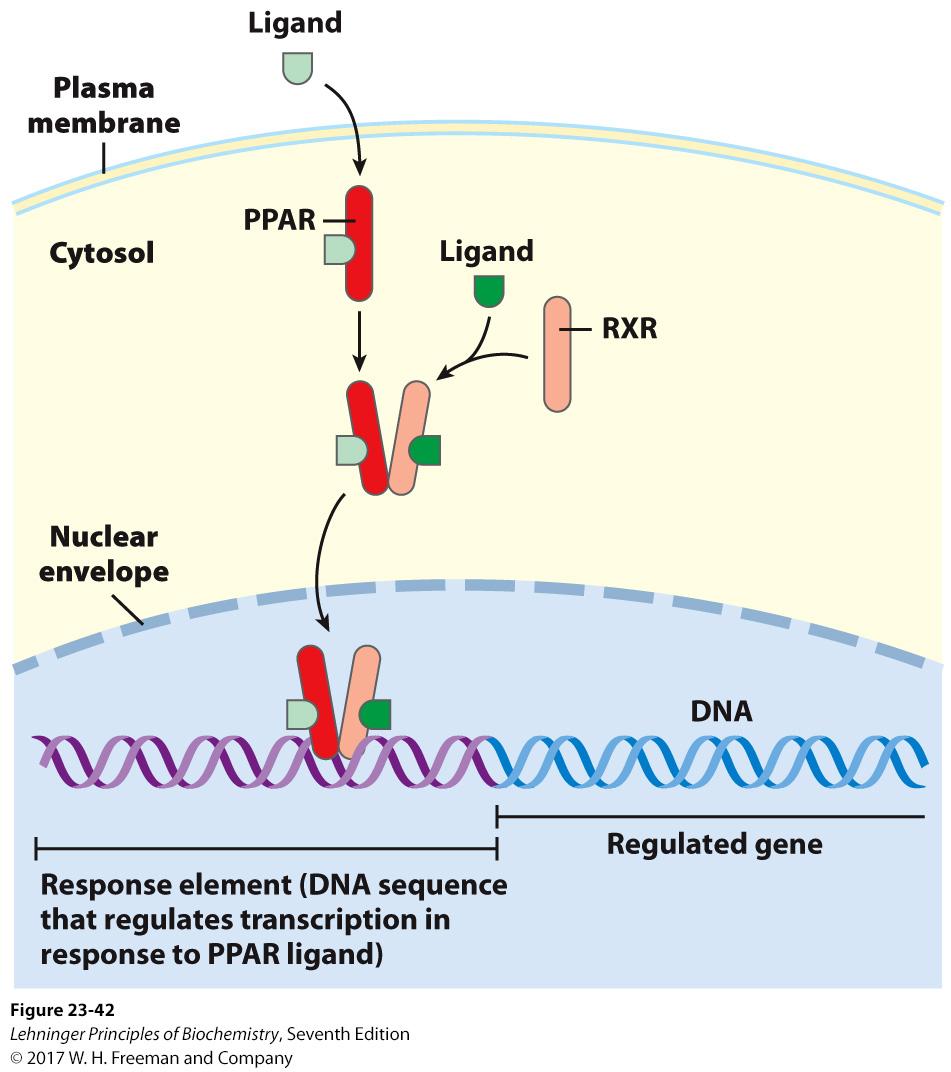 Ligand
Plasma
membrane
PPAR
Cytosol
Ligand
RXR
Nuclear
envelope
DNA
Regulated gene
Response element (DNA sequence
that regulates transcription in
response to PPAR ligand)
Figure 23-42
Lehninger Principles of Biochemistry, Seventh Edition
© 2017 W. H. Freeman and Company